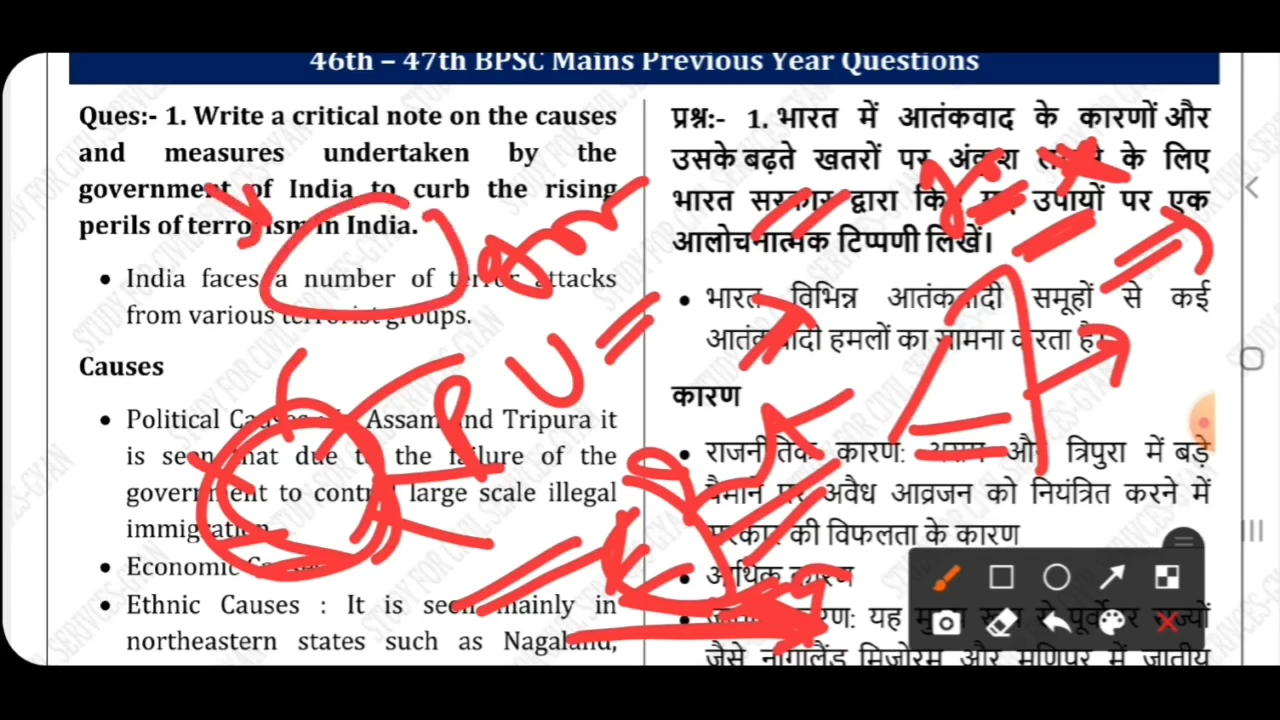 46th – 47th BPSC Mains Previous Year Questions
Ques:- 1. Write a critical note on the causes
and measures undertaken by the
government of India to curb the rising
perils of terrorism in India.
• India faces a number of terror attacks
from various terrorist groups.
Causes
• Political Causes : In Assam and Tripura it
is seen that due to the failure of the
government to control large scale illegal
immigration
• Economic Causes
• Ethnic Causes : It is seen mainly in
northeastern states such as Nagaland,
प्रश्न:- 1. भारत में आतंकवाद के कारणों और
उसके बढ़ते खतरों पर अंकुश के लिए
भारत सरकार द्वारा किए गए उपायों पर एक
आलोचनात्मक टिप्पणी लिखें।
• भारत विभिन्न आतंकवादी समूहों से कई
आतंकवादी हमलों का सामना करता है।
कारण
• राजनीतिक कारण: असम और त्रिपुरा में बड़े
पैमाने पर अवैध आव्रजन को नियंत्रित करने में
सरकार की विफलता के कारण
• आर्थिक कारण
• कारण: यह मुख्य रूप से पूर्वोत्तर राज्यों
जैसे नागालैंड मिजोरम और मणिपुर में जातीय